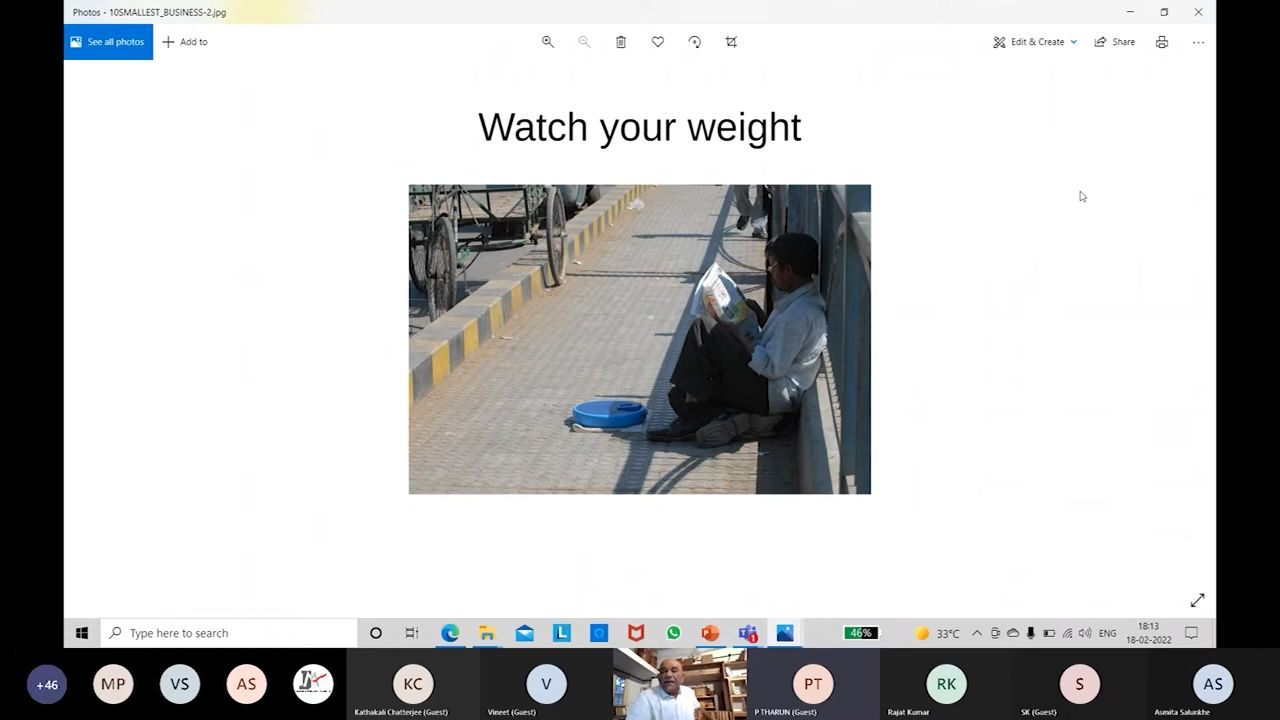 Photos - 10SMALLEST_BUSINESS-2.jpg
See all photos
Add to
Edit & Create
Share
Watch your weight
Type here to search
46%
33°C
ENG
18:13
18-02-2022
+46
MP
VS
AS
KC
Kathakali Chatterjee (Guest)
V
Vineet (Guest)
PT
P THARUN (Guest)
RK
Rajat Kumar
S
SK (Guest)
AS
Asmita Salunkhe